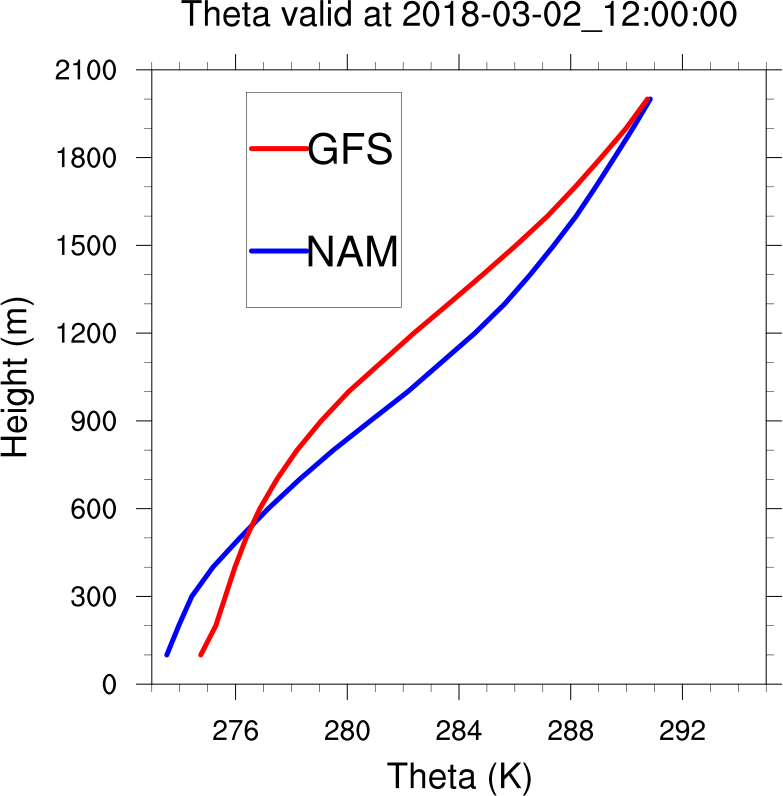 Theta valid at 2018-03-02_12:00:00
2100
1800
1500
1200
900
600
300
0
Height (m)
GFS
NAM
276 280 284 288 292
Theta (K)